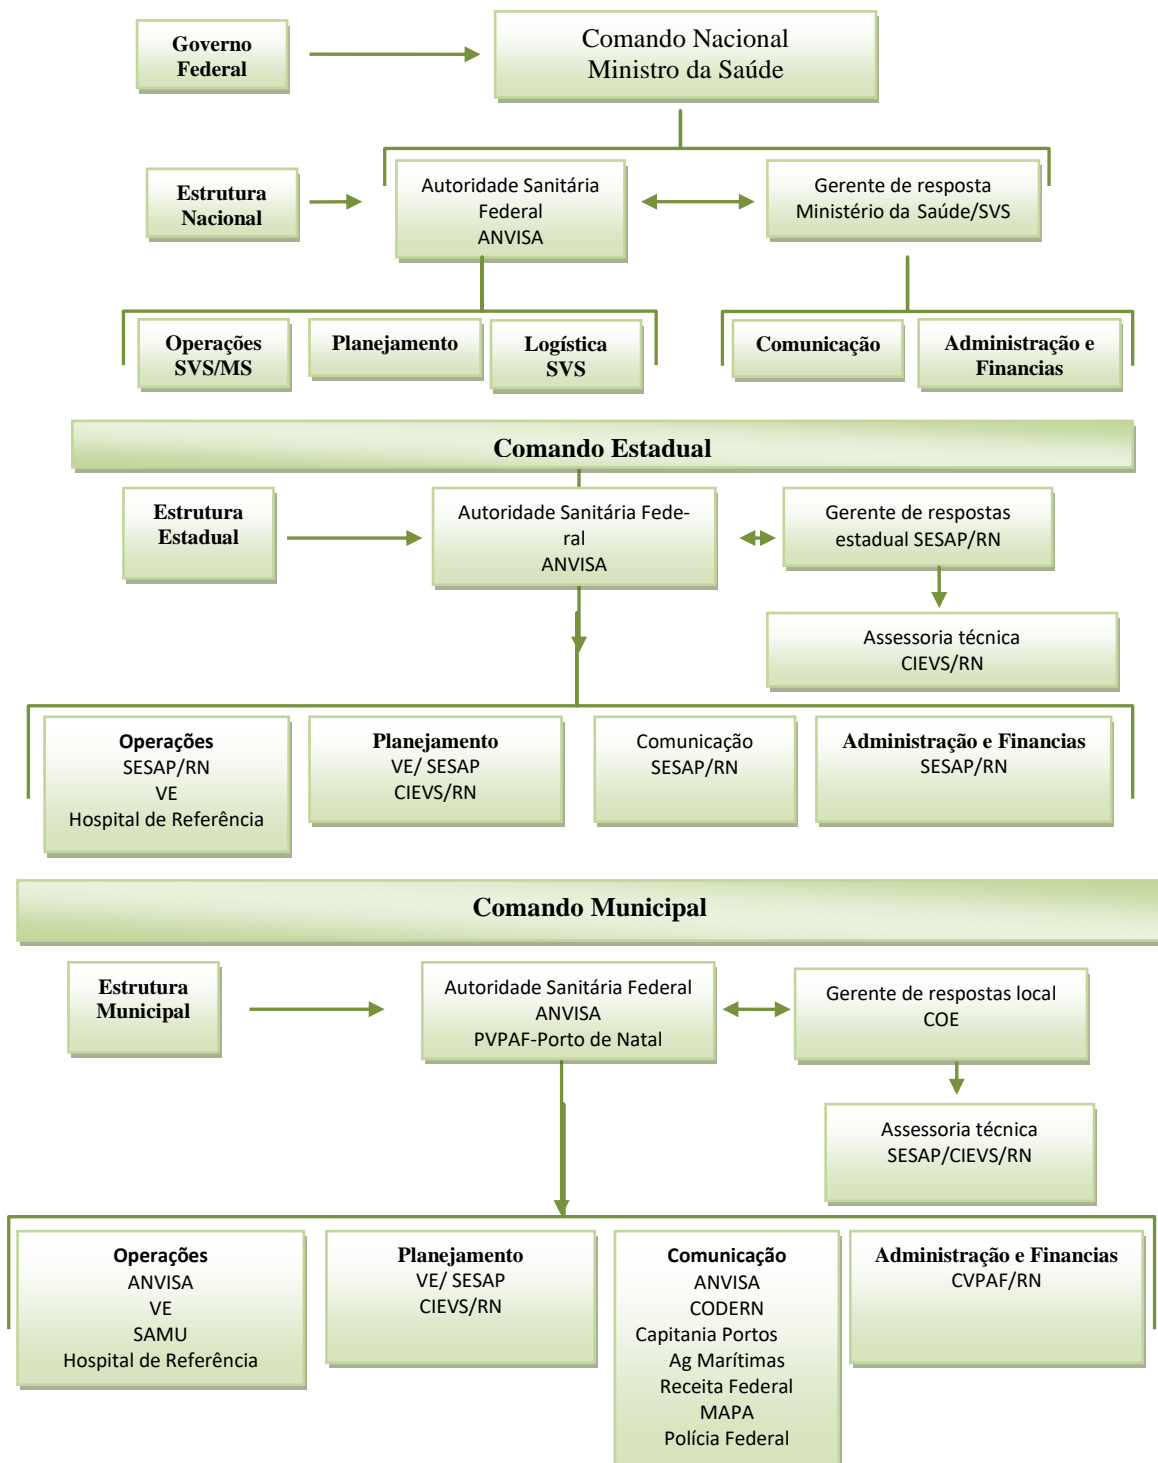 Governo
Federal
Comando Nacional
Ministro da Saúde
Estrutura
Nacional
Autoridade Sanitária
Federal
ANVISA
Gerente de resposta
Ministério da Saúde/SVS
Operações
SVS/MS
Planejamento
Logística
SVS
Comunicação
Administração e
Financias
Comando Estadual
Estrutura
Estadual
Autoridade Sanitária Fede-
ral
ANVISA
Gerente de respostas
estadual SESAP/RN
Assessoria técnica
CIEVS/RN
Operações
SESAP/RN
VE
Hospital de Referência
Planejamento
VE/ SESAP
CIEVS/RN
Comunicação
SESAP/RN
Administração e Financias
SESAP/RN
Comando Municipal
Estrutura
Municipal
Autoridade Sanitária Federal
ANVISA
PVPAF-Porto de Natal
Gerente de respostas local
COE
Assessoria técnica
SESAP/CIEVS/RN
Operações
ANVISA
VE
SAMU
Hospital de Referência
Planejamento
VE/ SESAP
CIEVS/RN
Comunicação
ANVISA
CODERN
Capitania Portos
Ag Marítimas
Receita Federal
MAPA
Polícia Federal
Administração e Financias
CVPAF/RN